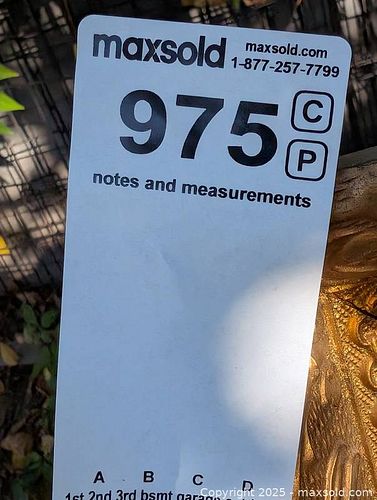 maxsold maxsold.com
1-877-257-7799
975 C
P
notes and measurements
A B C D
1st 2nd 3rd bsmt garage
Copyright 2025 - maxsold.com